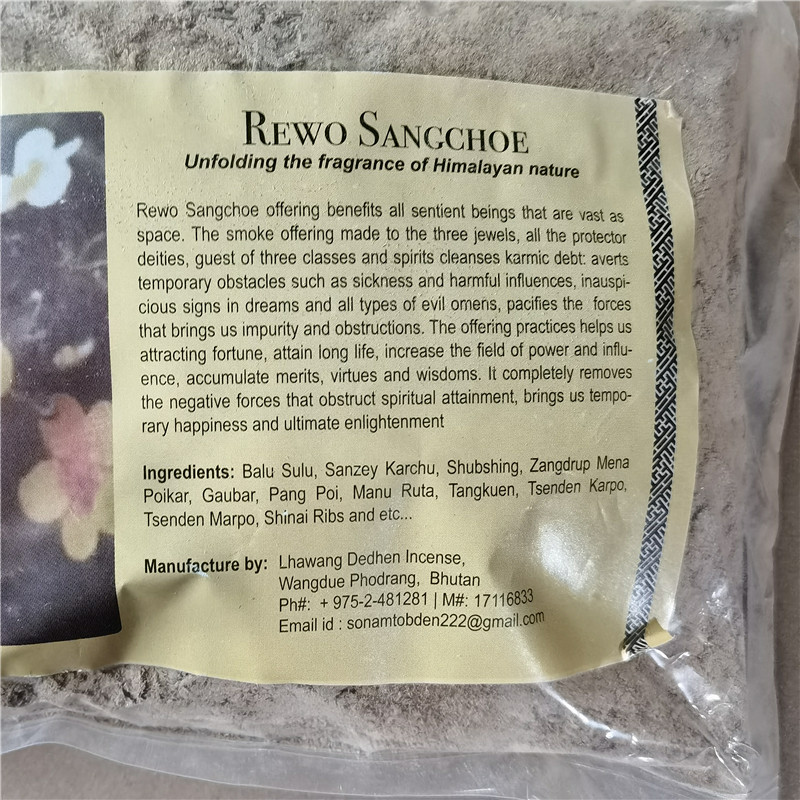 REWO SANGCHOE
Unfolding the fragrance of Himalayan nature
Rewo Sangchoe offering benefits all sentient beings that are vast as
space. The smoke offering made to the three jewels, all the protector
deities, guest of three classes and spirits cleanses karmic debt: averts
temporary obstacles such as sickness and harmful influences, inauspi-
cious signs in dreams and all types of evil omens, pacifies the forces
that brings us impurity and obstructions. The offering practices helps us
attracting fortune, attain long life, increase the field of power and influ-
ence, accumulate merits, virtues and wisdoms. It completely removes
the negative forces that obstruct spiritual attainment, brings us tempo-
rary happiness and ultimate enlightenment
Ingredients: Balu Sulu, Sanzey Karchu, Shubshing, Zangdrup Mena
Poikar, Gaubar, Pang Poi, Manu Ruta, Tangkuen, Tsenden Karpo,
Tsenden Marpo, Shinai Ribs and etc...
Manufacture by: Lhawang Dedhen Incense,
Wangdue Phodrang, Bhutan
Ph#: + 975-2-481281 | M#: 17116833
Email id : sonamtobden222@gmail.com